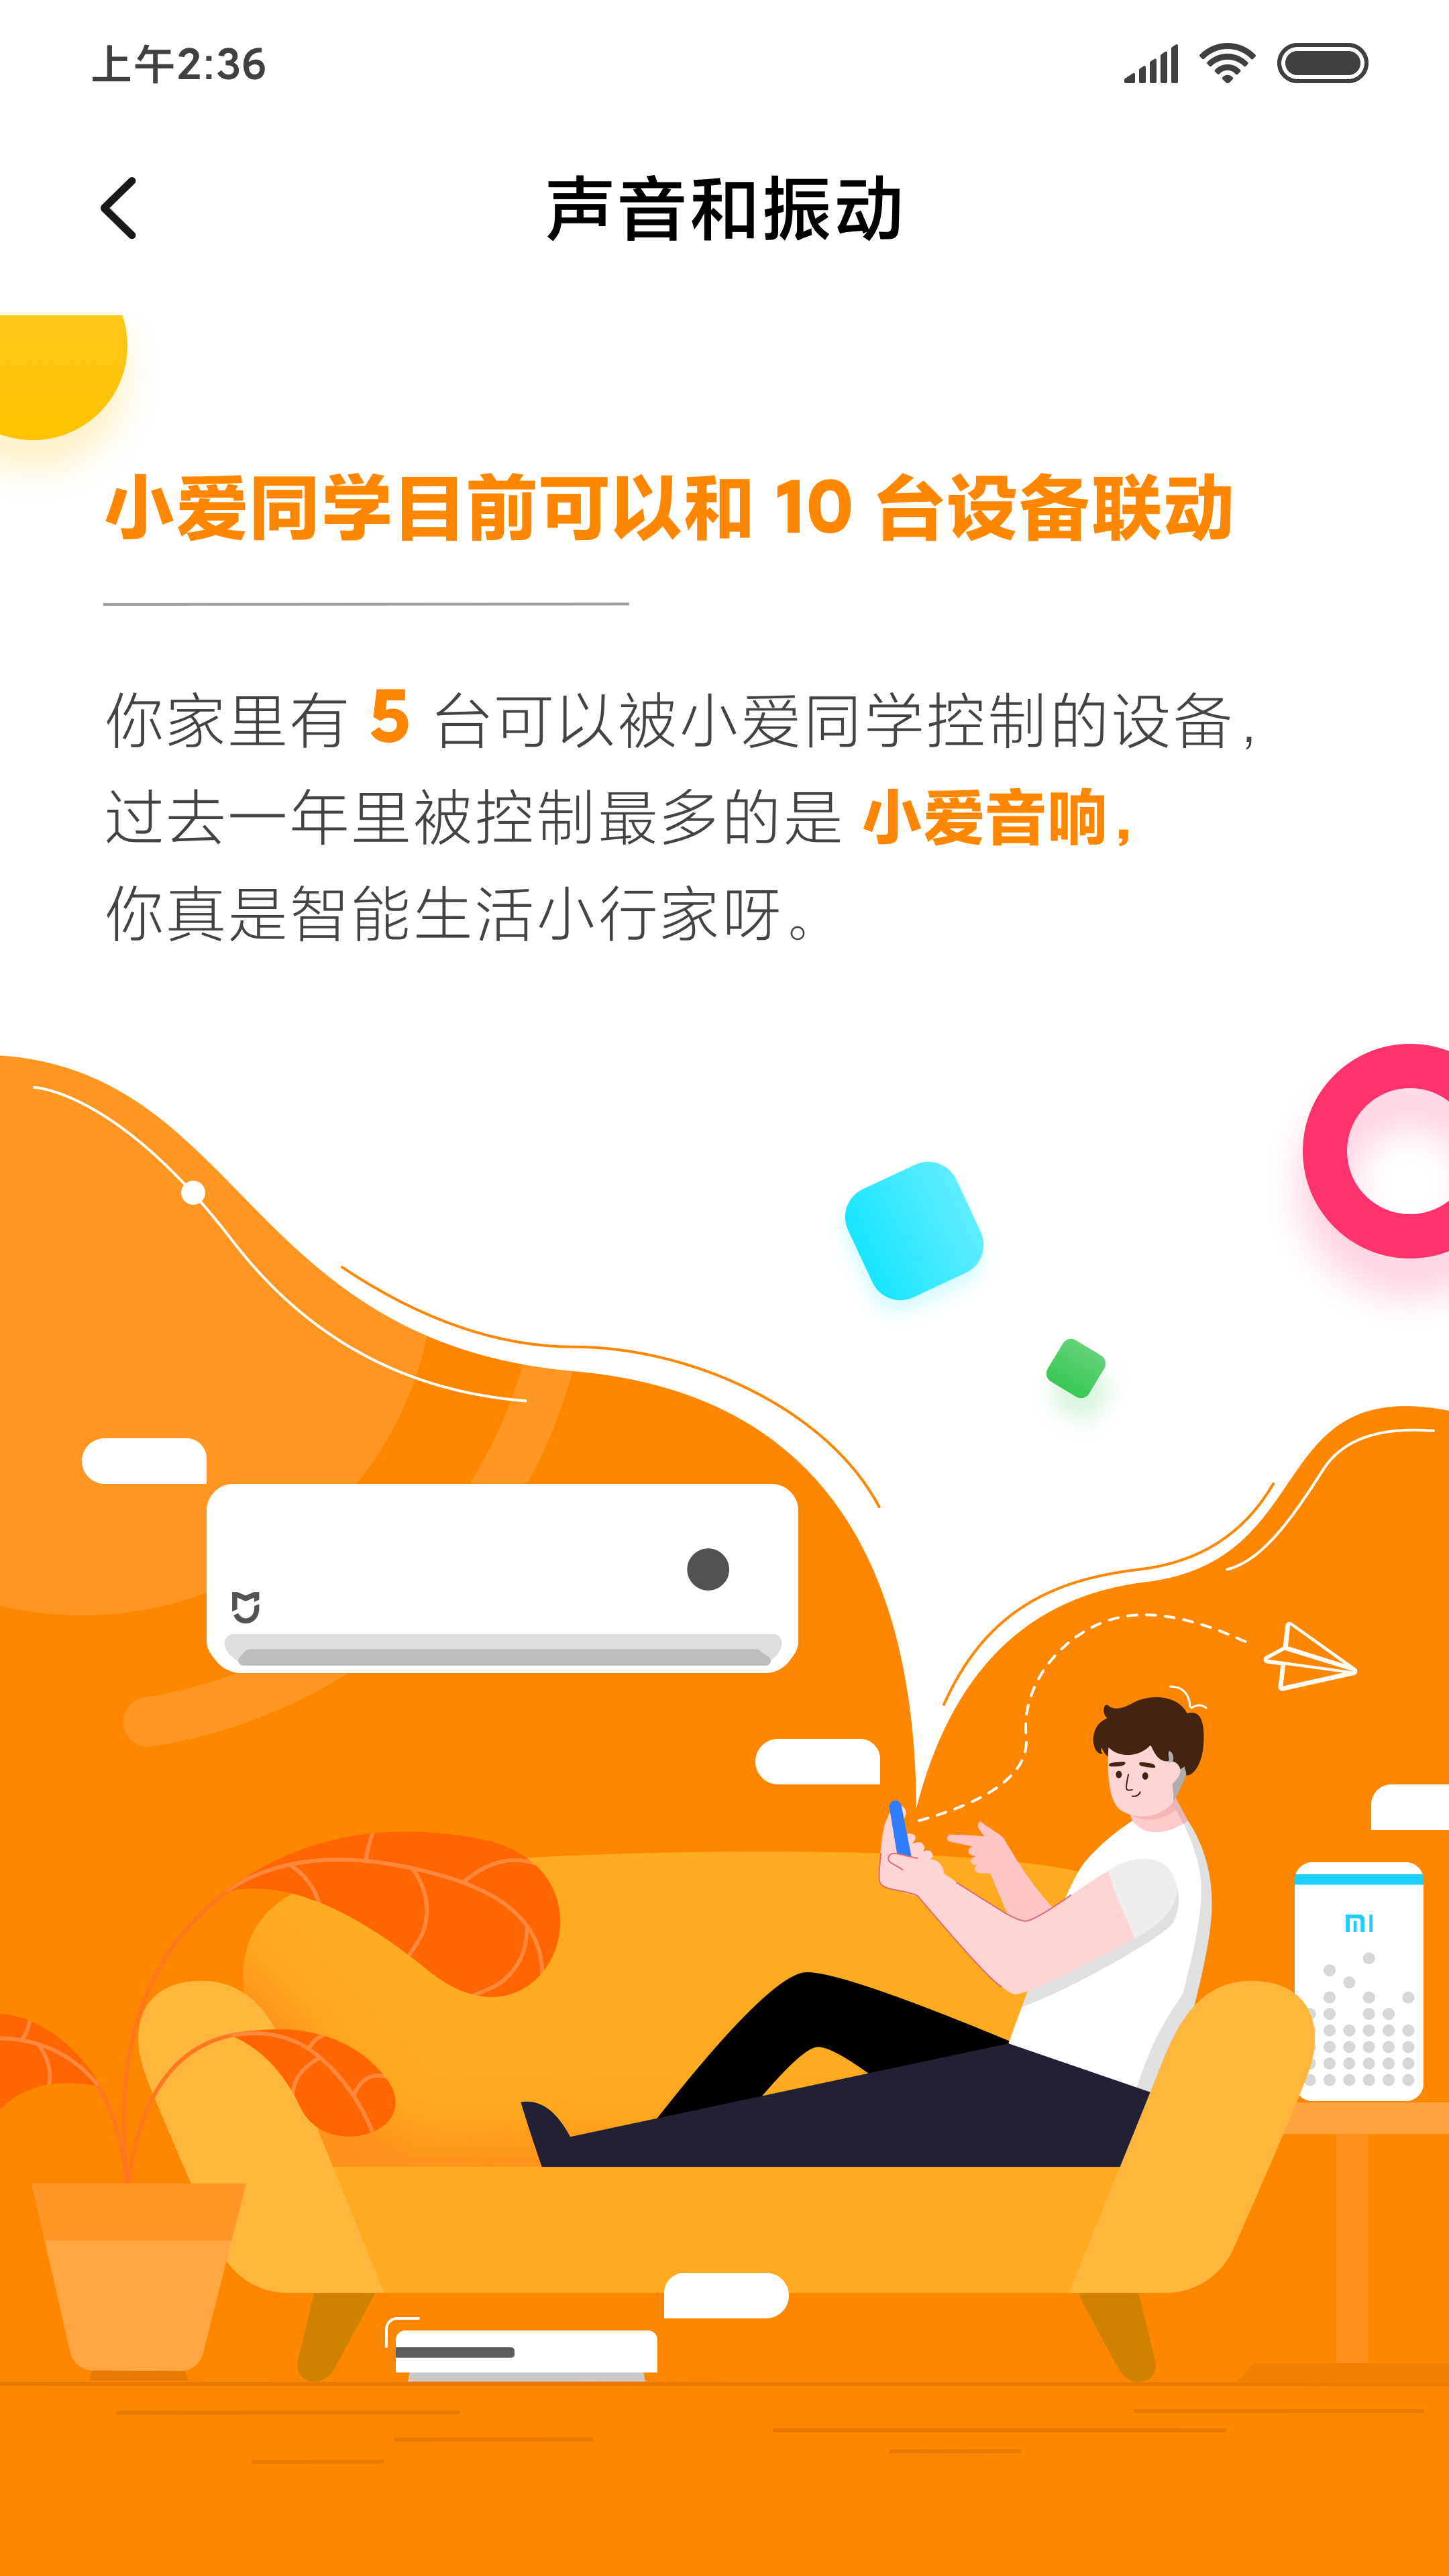 上午2:36
声音和振动
小爱同学目前可以和 10 台设备联动
你家里有 5 台可以被小爱同学控制的设备，
过去一年里被控制最多的是 小爱音响，
你真是智能生活小行家呀。
MI